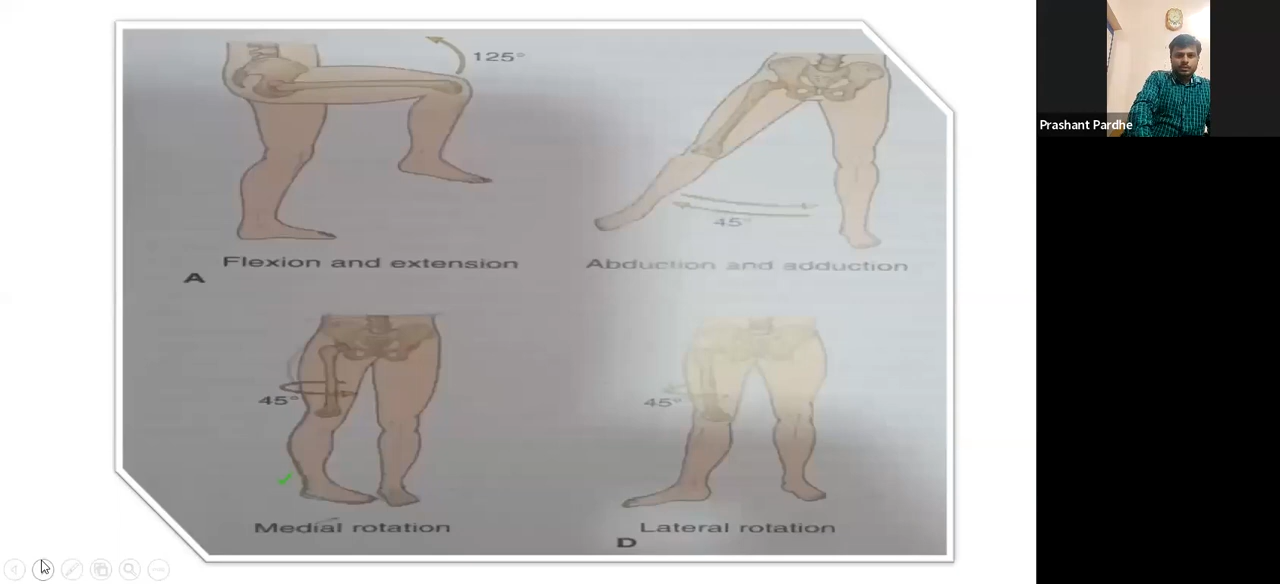 125°
Prashant Pardhe
45°
Flexion and extension
Abduction and adduction
A
45°
45°
Medial rotation
Lateral rotation
D